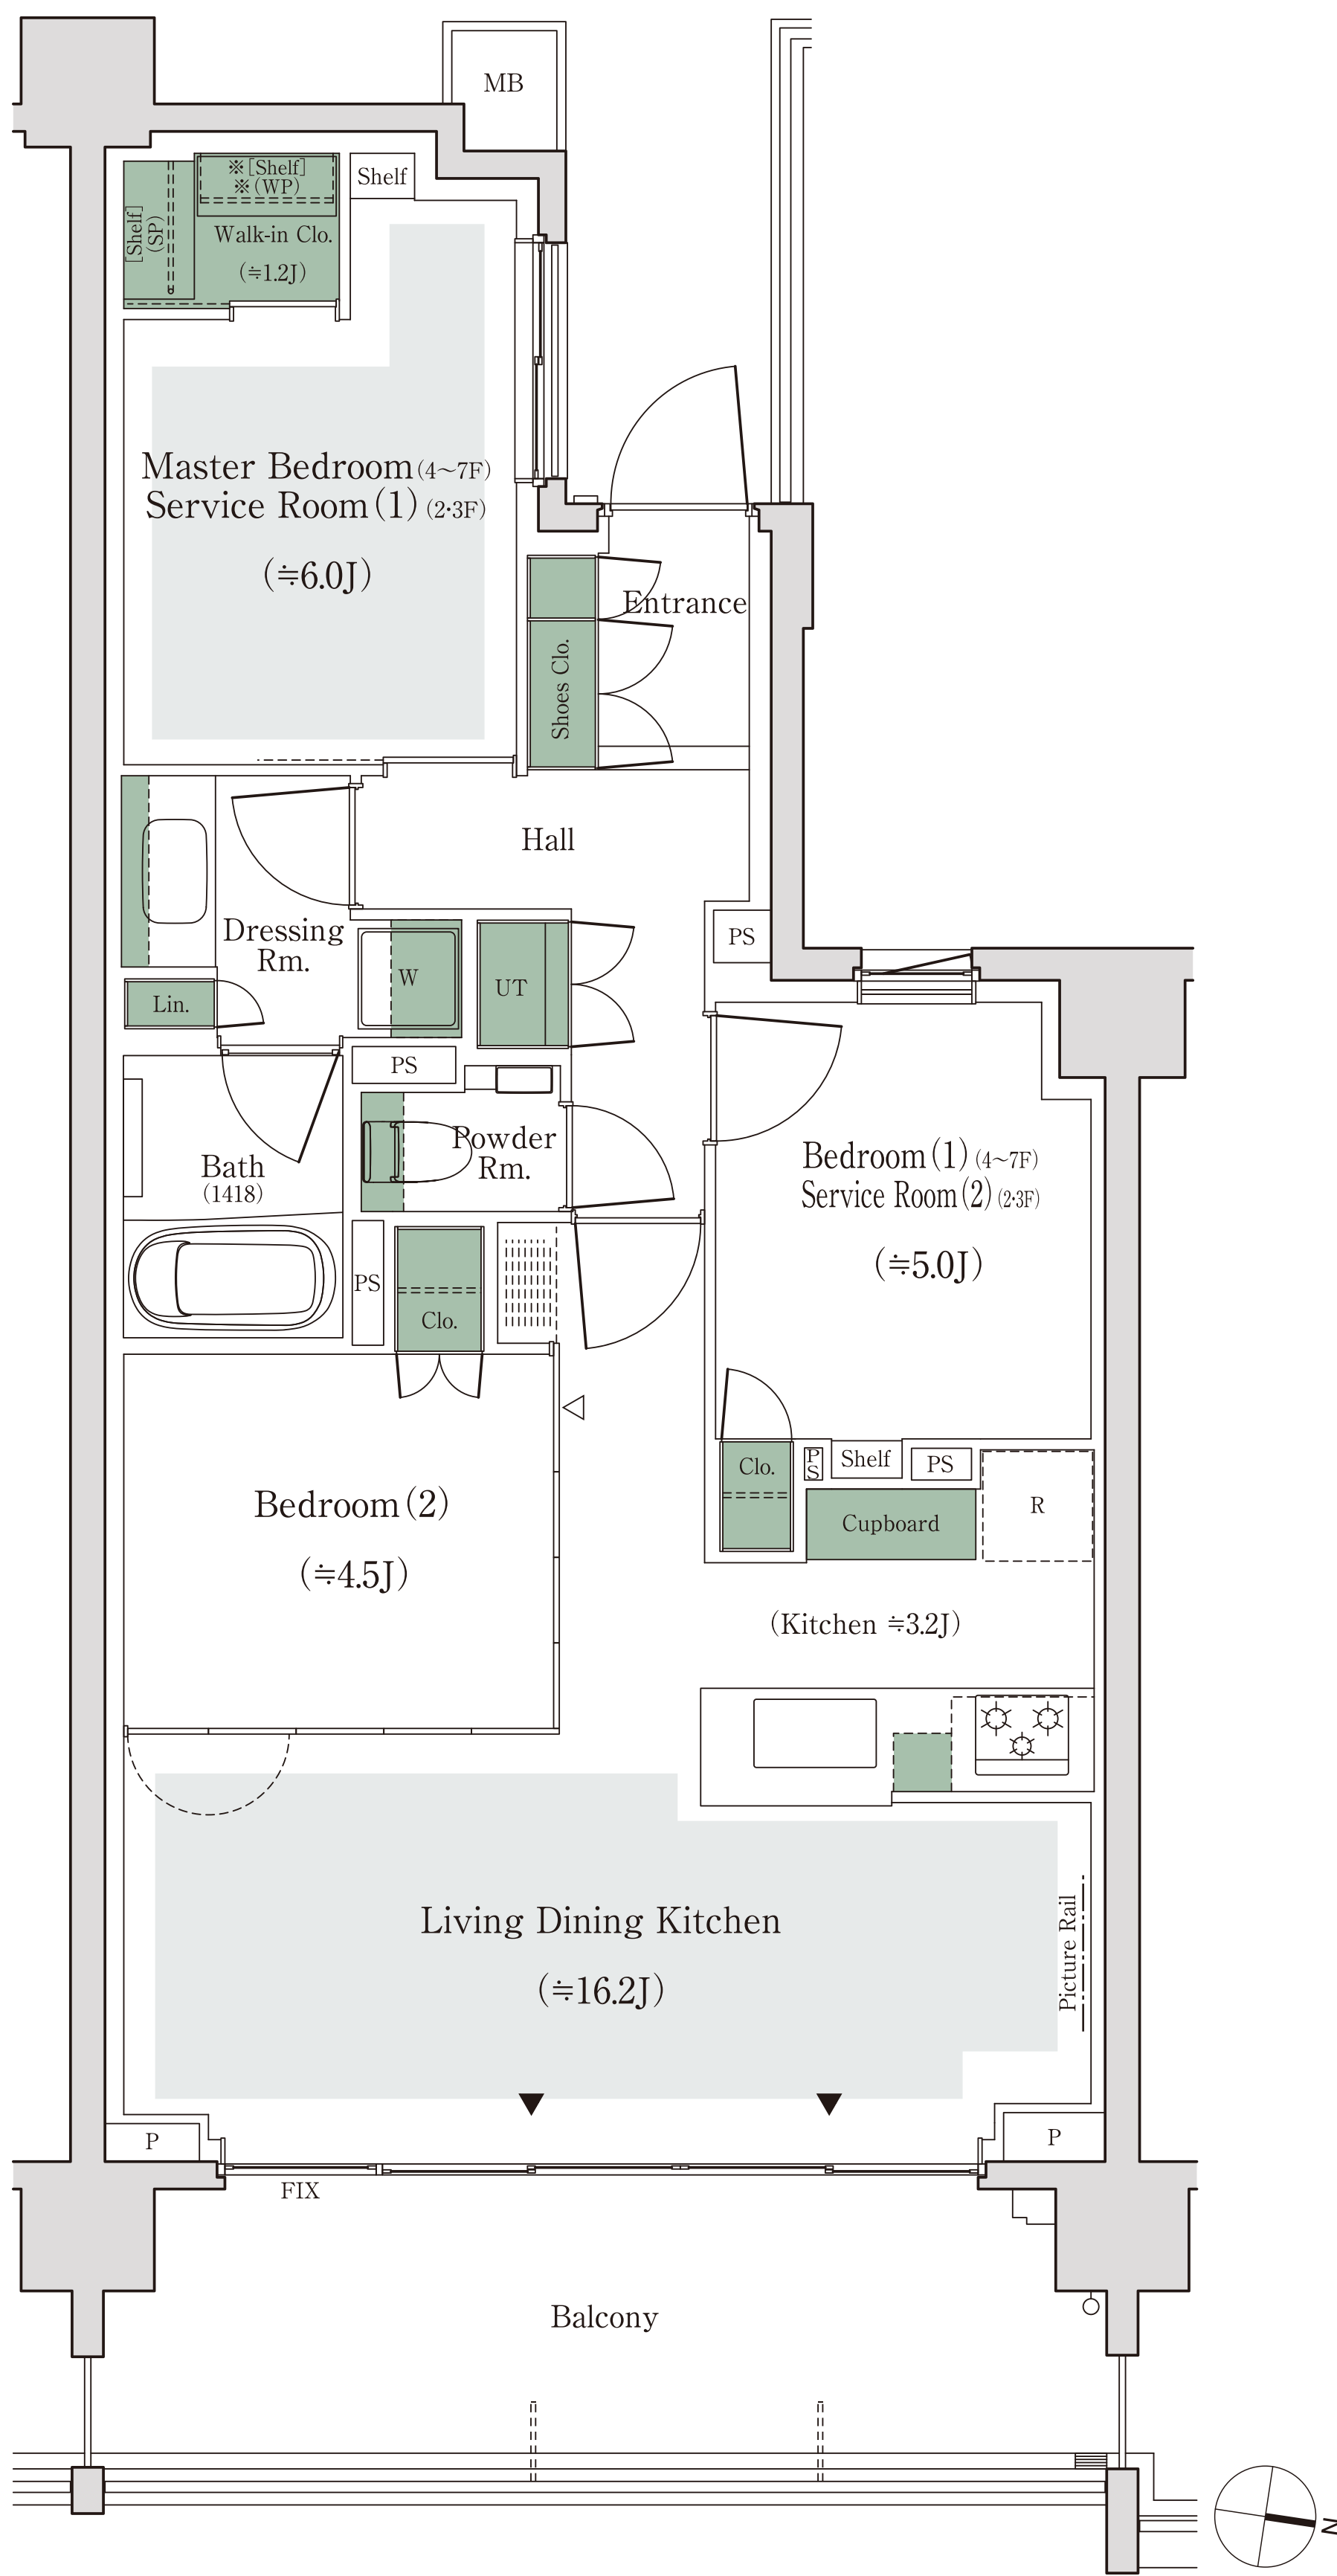 MB
※[Shelf]
※(WP)
Shelf
[Shelf]
(SP)
Walk-in Clo.
(≒1.2J)
Master Bedroom(4~7F)
Service Room(1)(2・3F)
(≒6.0J)
Entrance
Shoes Clo.
Hall
Dressing
Rm.
W
UT
PS
Lin.
PS
Powder
Rm.
Bath
(1418)
Bedroom(1)(4~7F)
Service Room(2)(2・3F)
(≒5.0J)
PS
Clo.
Clo.
PS
Shelf
PS
R
Cupboard
Bedroom(2)
(≒4.5J)
(Kitchen ≒3.2J)
Living Dining Kitchen
(≒16.2J)
Picture Rail
P
P
FIX
Balcony
N